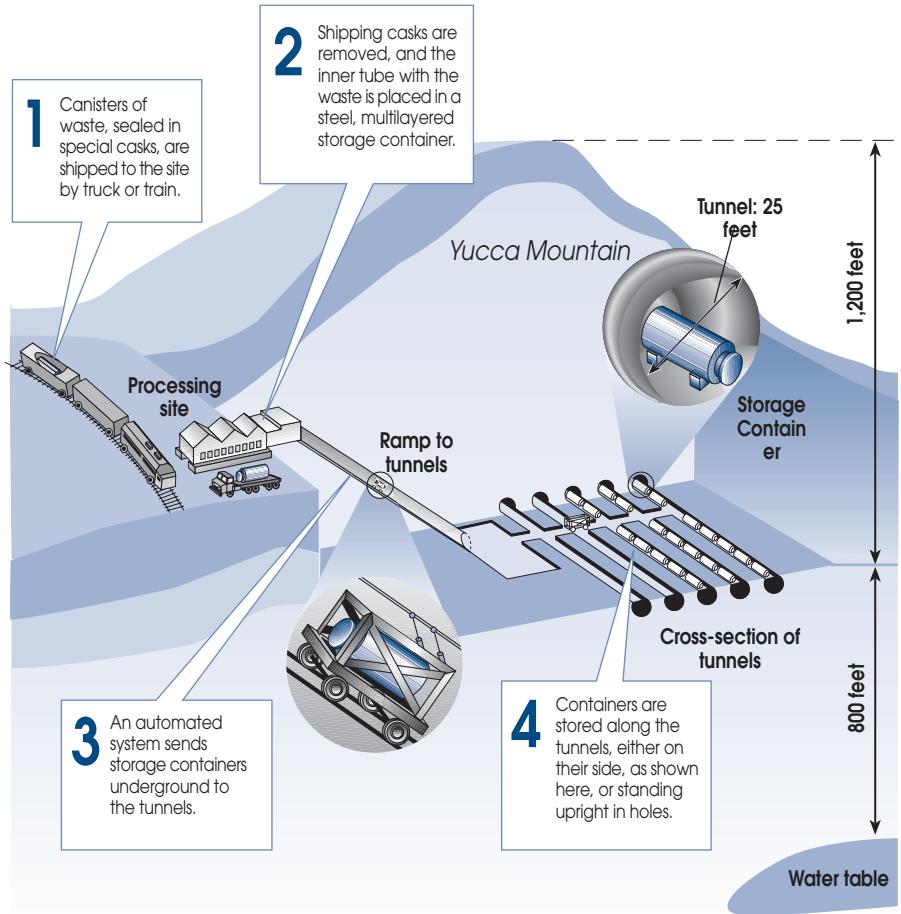 1
Canisters of
waste, sealed in
special casks, are
shipped to the site
by truck or train.
2
Shipping casks are
removed, and the
inner tube with the
waste is placed in a
steel, multilayered
storage container.
Yucca Mountain
Tunnel: 25
feet
1,200 feet
Processing
site
Ramp to
tunnels
Storage
Contain
er
Cross-section of
tunnels
3
An automated
system sends
storage containers
underground to
the tunnels.
4
Containers are
stored along the
tunnels, either on
their side, as shown
here, or standing
upright in holes.
800 feet
Water table